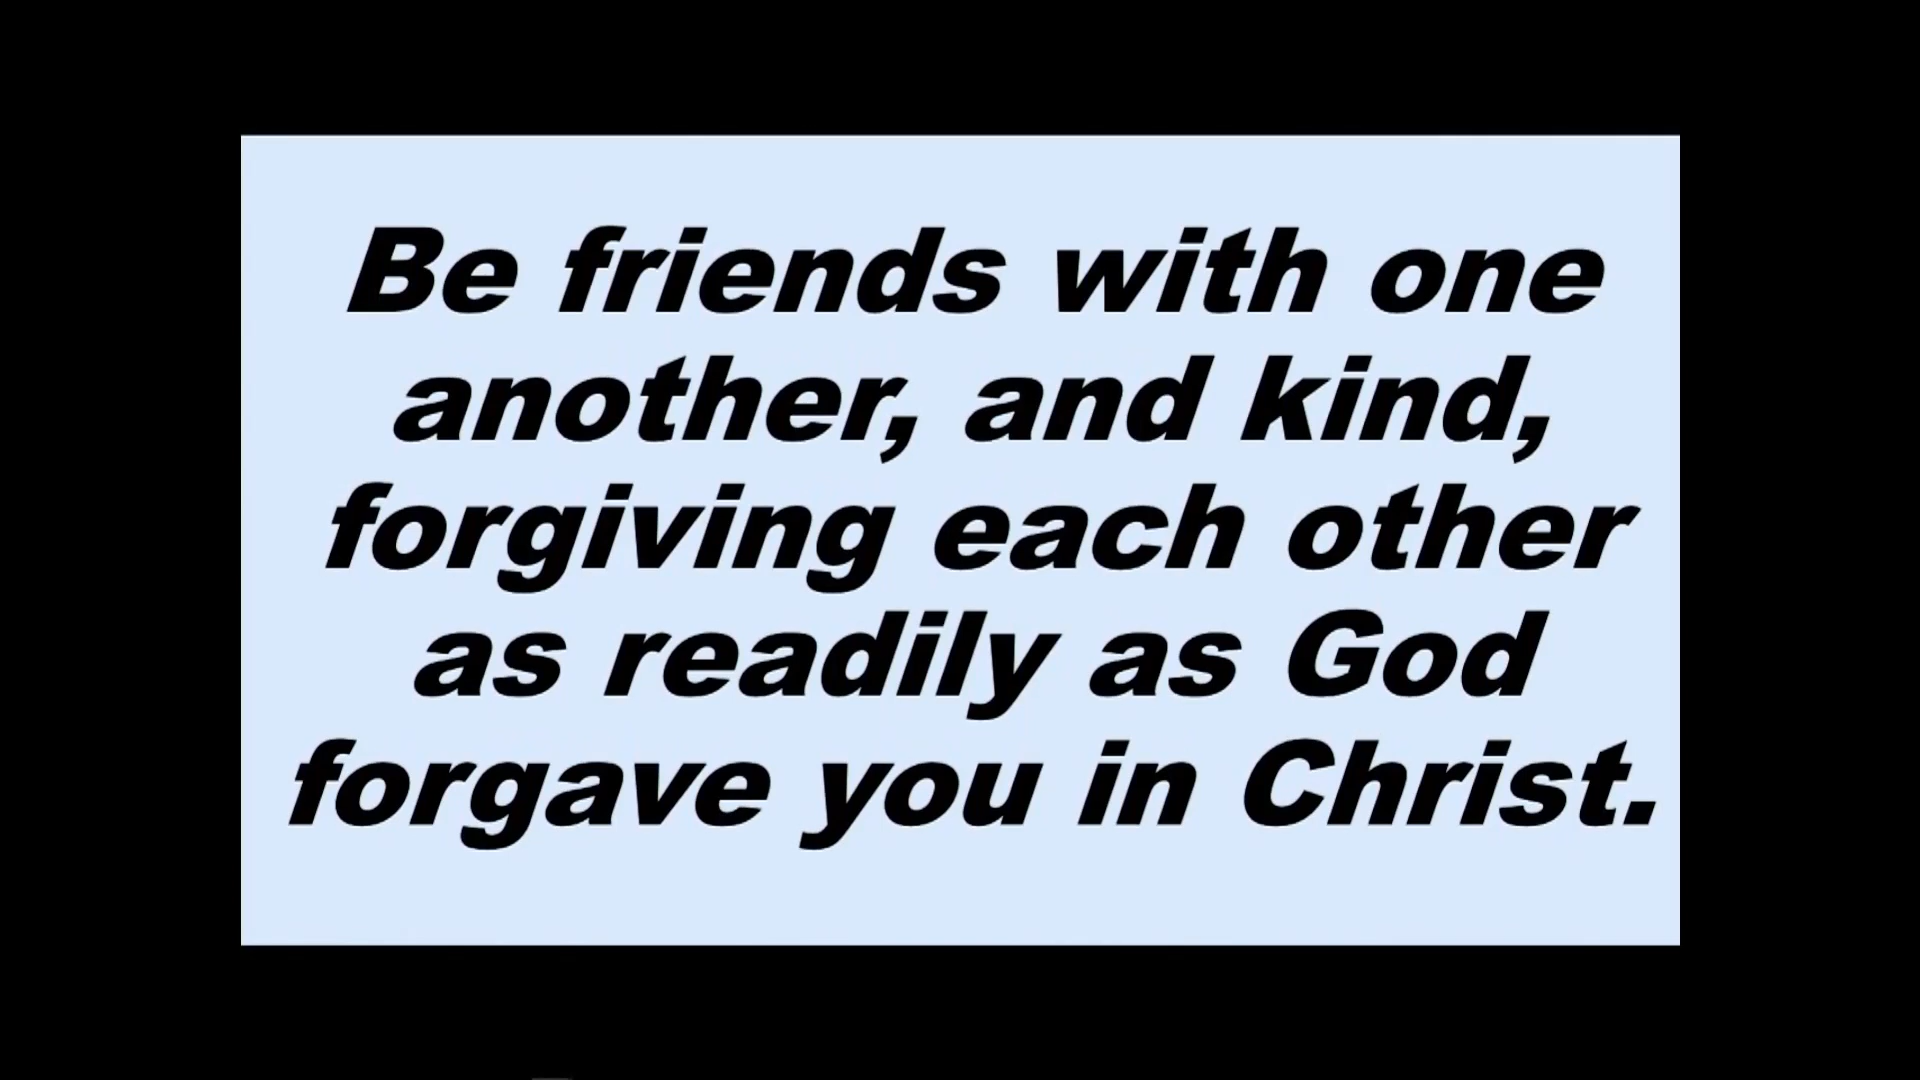 Be friends with one
another, and kind,
forgiving each other
as readily as God
forgave you in Christ.